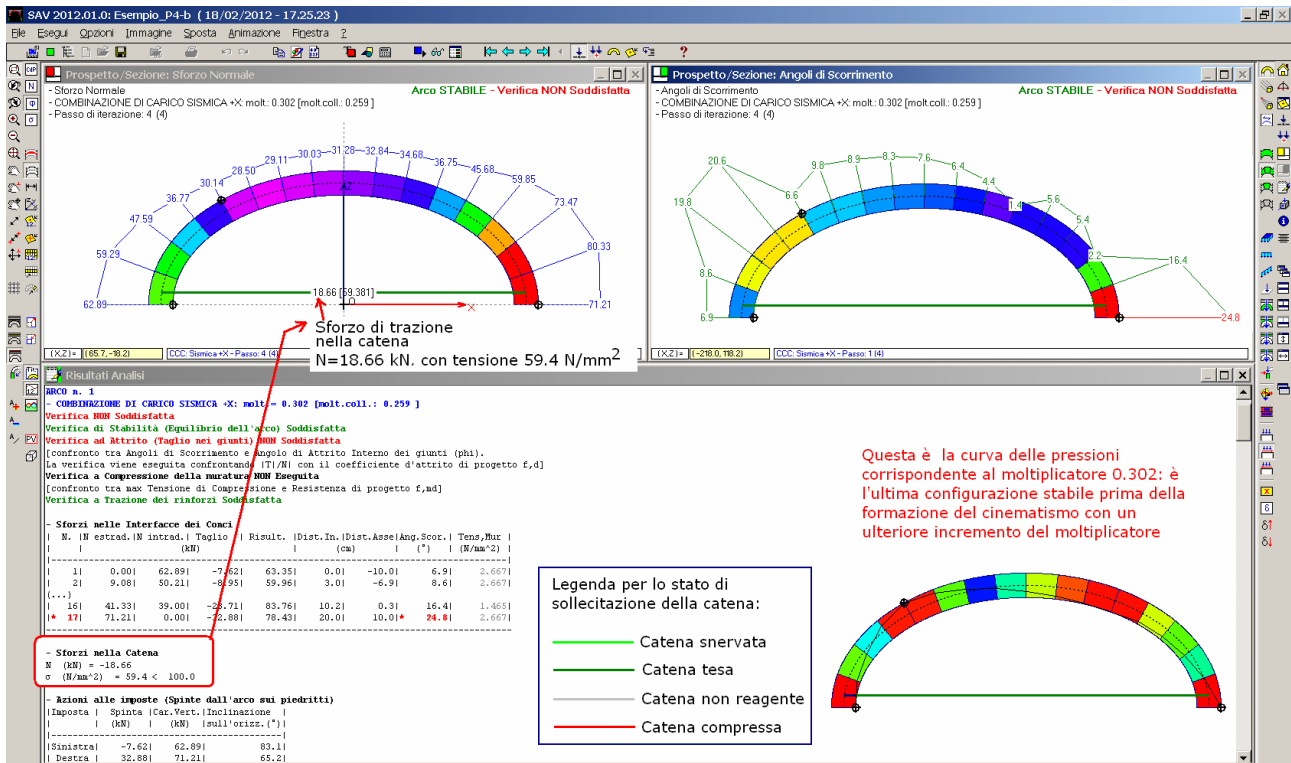 SAV 2012.01.0: Esempio_P4-b ( 18/02/2012 - 17.25.23 )
File Esegui Opzioni Immagine Sposta Animazione Finestra ?
Prospetto/Sezione: Sforzo Normale
- Sforzo Normale
Arco STABILE - Verifica NON Soddisfatta
- COMBINAZIONE DI CARICO SISMICA +X: molt.: 0.302 [molt.coll.: 0.259 ]
- Passo di iterazione: 4 (4)
62.89
59.29
47.59
36.77
30.14
28.50
29.11
30.03
31.28
32.84
34.68
36.75
45.68
59.85
73.47
80.33
71.21
18.66 [59.381]
Z
O
X
Sforzo di trazione
nella catena
N=18.66 kN. con tensione 59.4 N/mm2
(X,Z)= (65.7, -18.2) CCC: Sismica +X - Passo: 4 (4)
Prospetto/Sezione: Angoli di Scorrimento
- Angoli di Scorrimento
Arco STABILE - Verifica NON Soddisfatta
- COMBINAZIONE DI CARICO SISMICA +X: molt.: 0.302 [molt.coll.: 0.259 ]
- Passo di iterazione: 4 (4)
6.9
8.6
19.8
20.6
6.6
9.8
8.9
8.3
7.6
6.4
4.4
1.4
5.6
5.4
2.2
16.4
24.8
(X,Z)= (-218.0, 118.2) CCC: Sismica +X - Passo: 1 (4)
Risultati Analisi
ARCO n. 1
- COMBINAZIONE DI CARICO SISMICA +X: molt.= 0.302 [molt.coll.: 0.259 ]
Verifica NON Soddisfatta
Verifica di Stabilità (Equilibrio dell'arco) Soddisfatta
Verifica ad Attrito (Taglio nei giunti) NON Soddisfatta
[confronto tra Angoli di Scorrimento e Angolo di Attrito Interno dei giunti (phi).
La verifica viene eseguita confrontando |T|/N| con il coefficiente d'attrito di progetto f,d]
Verifica a Compressione della muratura NON Eseguita
[confronto tra max Tensione di Compressione e Resistenza di progetto f,md]
Verifica a Trazione dei rinforzi Soddisfatta
- Sforzi nelle Interfacce dei Conci
| N. |N estrad.|N intrad.| Taglio | Risult. |Dist.In.|Dist.Asse|Ang.Scor.| Tens,Mur |
| | (kN) | (cm) | (°) | (N/mm^2) |
| 1| 0.00| 62.89| -7.62| 63.35| 0.0| -10.0| 6.9| 2.667|
| 2| 9.08| 50.21| -8.95| 59.96| 3.0| -6.9| 8.6| 2.667|
(...)
| 16| 41.33| 39.00| -23.71| 83.76| 10.2| 0.3| 16.4| 1.465|
|* 17| 71.21| 0.00| -32.88| 78.43| 20.0| 10.0|* 24.8| 2.667|
- Sforzi nella Catena
N (kN) = -18.66
σ (N/mm^2) = 59.4 < 100.0
- Azioni alle imposte (Spinte dall'arco sui piedritti)
|Imposta | Spinta |Car.Vert.|Inclinazione |
| | (kN) | (kN) |sull'orizz.(°)|
|Sinistra| -7.62| 62.89| 83.1|
| Destra | 32.88| 71.21| 65.2|
Legenda per lo stato di
sollecitazione della catena:
Catena snervata
Catena tesa
Catena non reagente
Catena compressa
Questa è la curva delle pressioni
corrispondente al moltiplicatore 0.302: è
l'ultima configurazione stabile prima della
formazione del cinematismo con un
ulteriore incremento del moltiplicatore